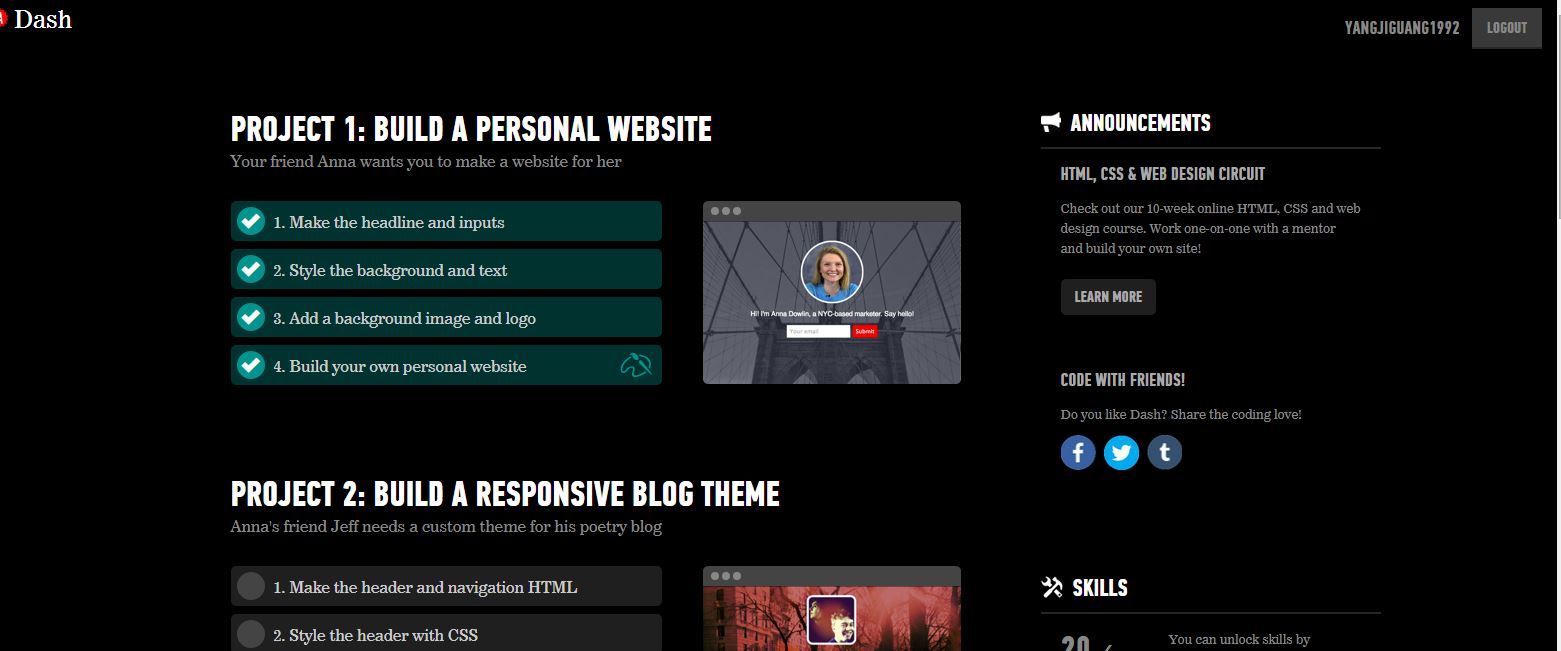 Dash
YANGJIGUANG1992
LOGOUT
PROJECT 1: BUILD A PERSONAL WEBSITE
Your friend Anna wants you to make a website for her
1. Make the headline and inputs
2. Style the background and text
3. Add a background image and logo
4. Build your own personal website
Hi! I'm Anna Dowlin, a NYC-based marketer. Say hello!
Your email
Submit
PROJECT 2: BUILD A RESPONSIVE BLOG THEME
Anna's friend Jeff needs a custom theme for his poetry blog
1. Make the header and navigation HTML
2. Style the header with CSS
ANNOUNCEMENTS
HTML, CSS & WEB DESIGN CIRCUIT
Check out our 10-week online HTML, CSS and web
design course. Work one-on-one with a mentor
and build your own site!
LEARN MORE
CODE WITH FRIENDS!
Do you like Dash? Share the coding love!
f
t
SKILLS
You can unlock skills by